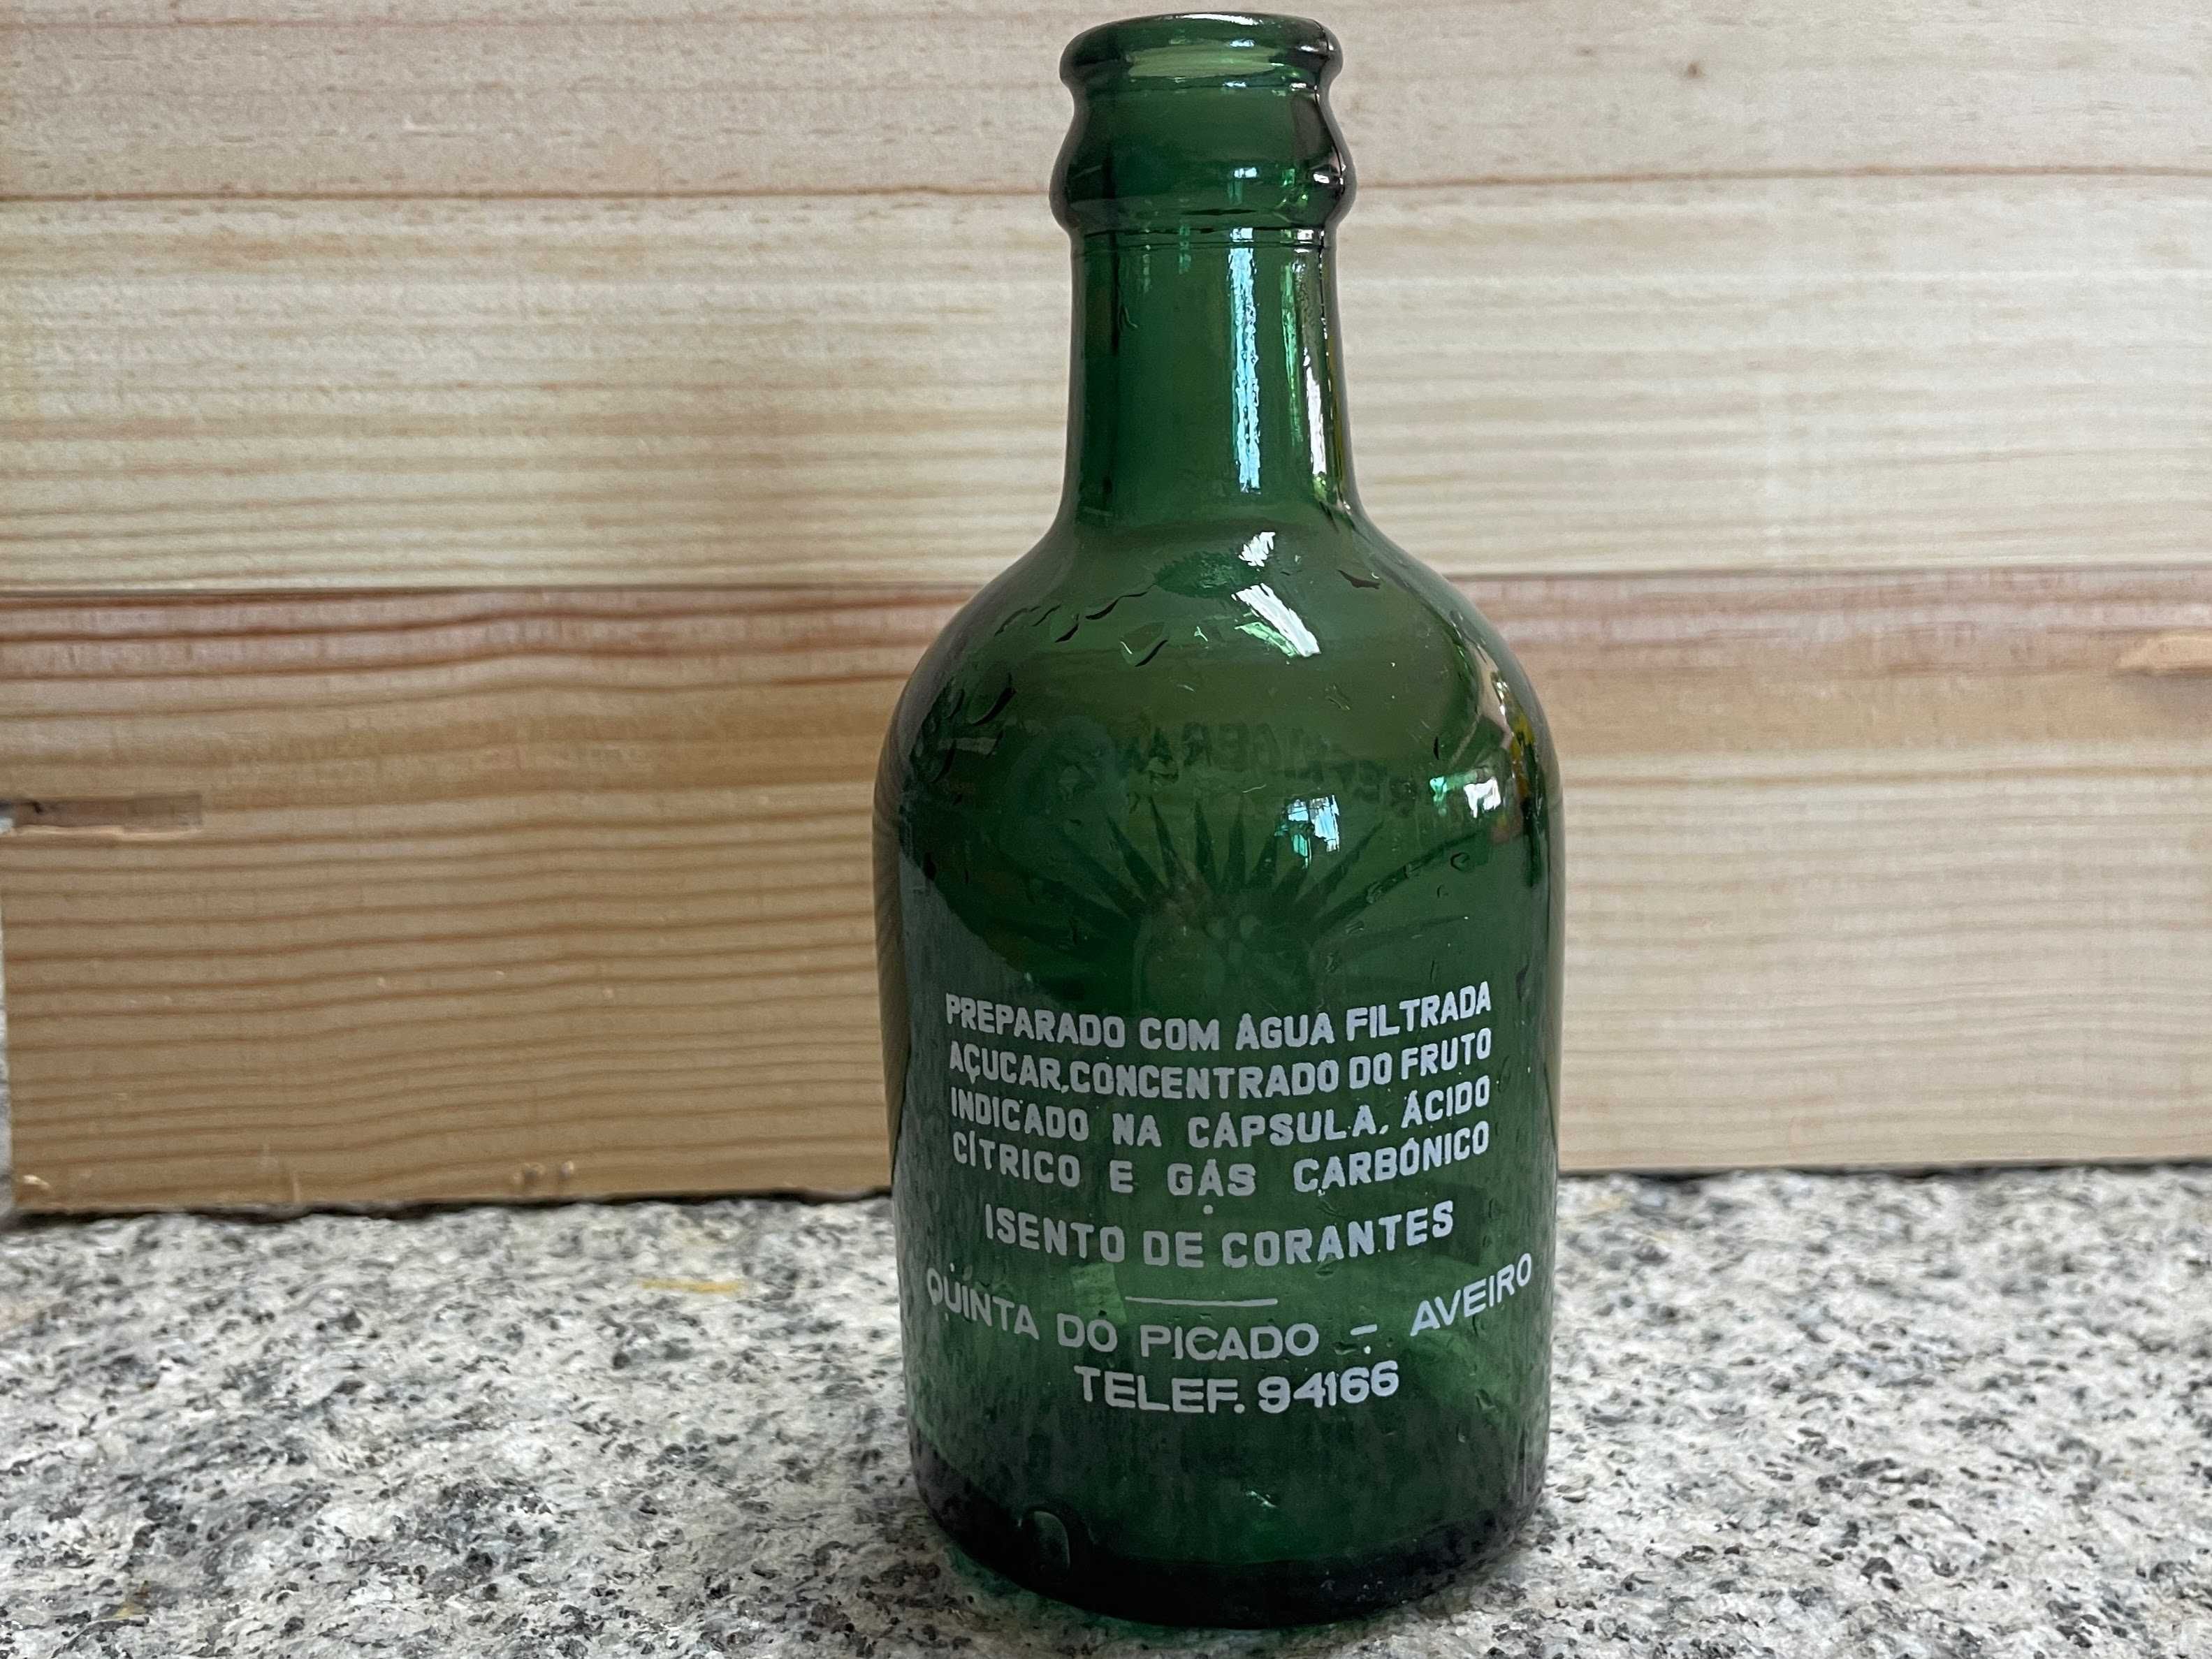 PREPARADO COM ÁGUA FILTRADA
AÇUCAR,CONCENTRADO DO FRUTO
INDICADO NA CÁPSULA, ÁCIDO
CÍTRICO E GÁS CARBÓNICO
ISENTO DE CORANTES
QUINTA DO PICADO - AVEIRO
TELEF. 94166